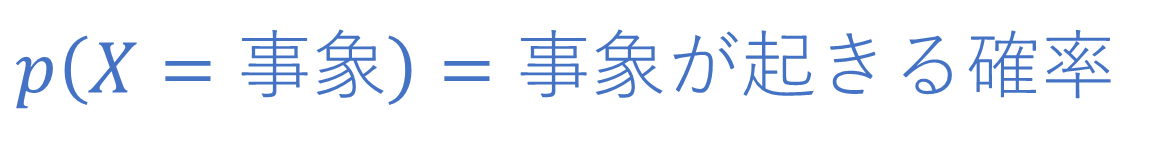 p(X = 事象) = 事象が起きる確率